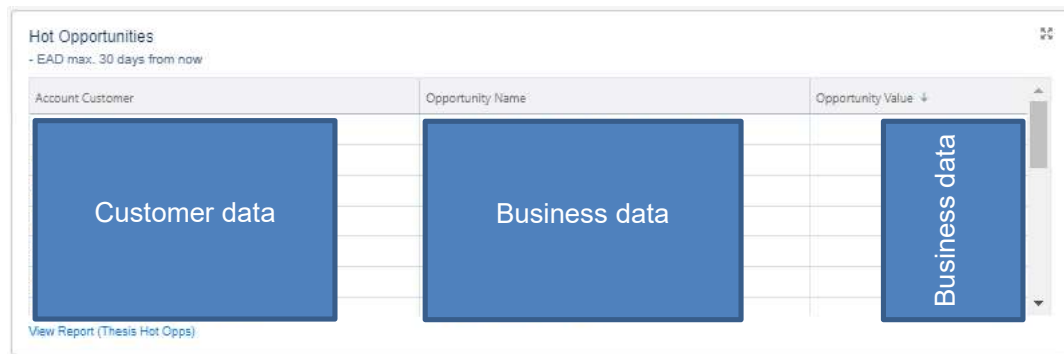 Hot Opportunities
- EAD max. 30 days from now
Account Customer Opportunity Name Opportunity Value ↓
Customer data Business data Business data
View Report (Thesis Hot Opps)